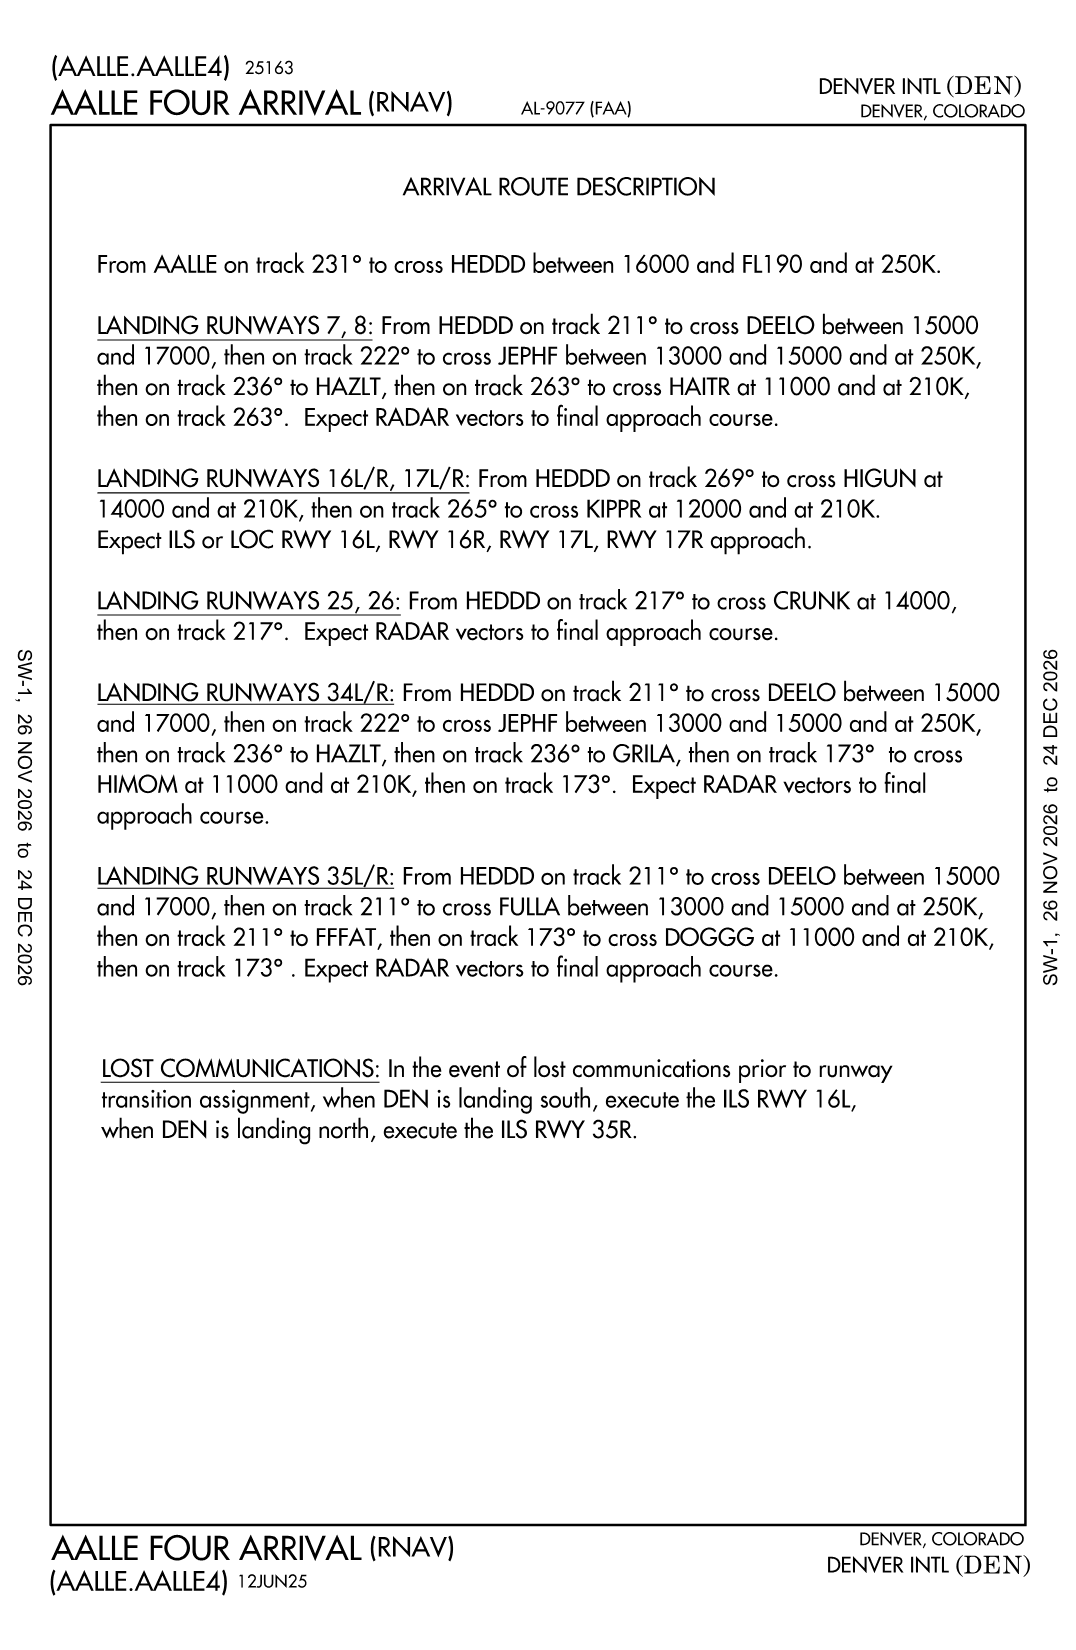 (AALLE.AALLE4) 25163
AALLE FOUR ARRIVAL (RNAV)
AL-9077 (FAA)
DENVER INTL (DEN)
DENVER, COLORADO
ARRIVAL ROUTE DESCRIPTION
From AALLE on track 231° to cross HEDDD between 16000 and FL190 and at 250K.
LANDING RUNWAYS 7, 8: From HEDDD on track 211° to cross DEELO between 15000
and 17000, then on track 222° to cross JEPHF between 13000 and 15000 and at 250K,
then on track 236° to HAZLT, then on track 263° to cross HAITR at 11000 and at 210K,
then on track 263°. Expect RADAR vectors to final approach course.
LANDING RUNWAYS 16L/R, 17L/R: From HEDDD on track 269° to cross HIGUN at
14000 and at 210K, then on track 265° to cross KIPPR at 12000 and at 210K.
Expect ILS or LOC RWY 16L, RWY 16R, RWY 17L, RWY 17R approach.
LANDING RUNWAYS 25, 26: From HEDDD on track 217° to cross CRUNK at 14000,
then on track 217°. Expect RADAR vectors to final approach course.
LANDING RUNWAYS 34L/R: From HEDDD on track 211° to cross DEELO between 15000
and 17000, then on track 222° to cross JEPHF between 13000 and 15000 and at 250K,
then on track 236° to HAZLT, then on track 236° to GRILA, then on track 173° to cross
HIMOM at 11000 and at 210K, then on track 173°. Expect RADAR vectors to final
approach course.
LANDING RUNWAYS 35L/R: From HEDDD on track 211° to cross DEELO between 15000
and 17000, then on track 211° to cross FULLA between 13000 and 15000 and at 250K,
then on track 211° to FFFAT, then on track 173° to cross DOGGG at 11000 and at 210K,
then on track 173° . Expect RADAR vectors to final approach course.
LOST COMMUNICATIONS: In the event of lost communications prior to runway
transition assignment, when DEN is landing south, execute the ILS RWY 16L,
when DEN is landing north, execute the ILS RWY 35R.
SW-1, 26 NOV 2026 to 24 DEC 2026
SW-1, 26 NOV 2026 to 24 DEC 2026
AALLE FOUR ARRIVAL (RNAV)
(AALLE.AALLE4) 12JUN25
DENVER, COLORADO
DENVER INTL (DEN)